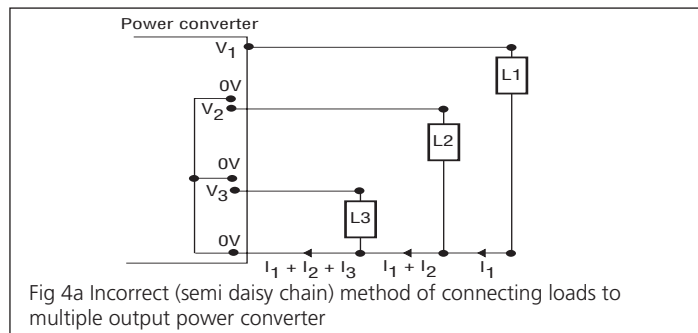 Power converter
V1
L1
0V
V2
L2
0V
V3
L3
0V
I1 + I2 + I3
I1 + I2
I1
Fig 4a Incorrect (semi daisy chain) method of connecting loads to
multiple output power converter